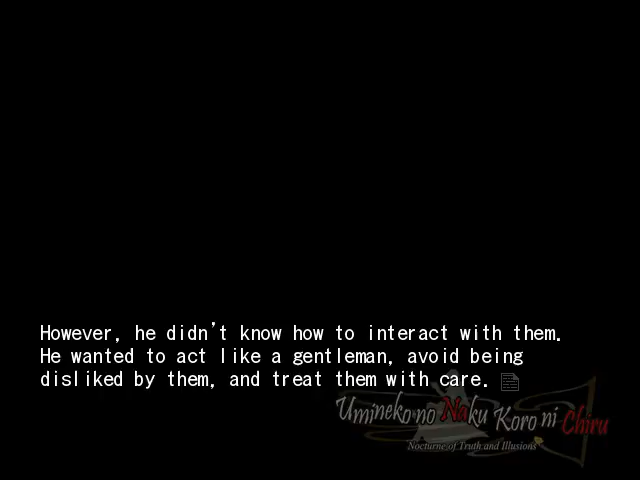 However, he didn't know how to interact with them.
He wanted to act like a gentleman, avoid being
disliked by them, and treat them with care.
Umineko no Naku Koro ni Chiru
Nocturne of Truth and Illusions